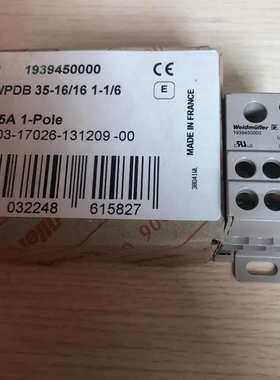 1939450000
VPDB 35-16/16 1-1/6
E
5A 1-Pole
03-17026-131209 -00
MADE IN FRANCE
032248 615827
Weidmüller
1939450000